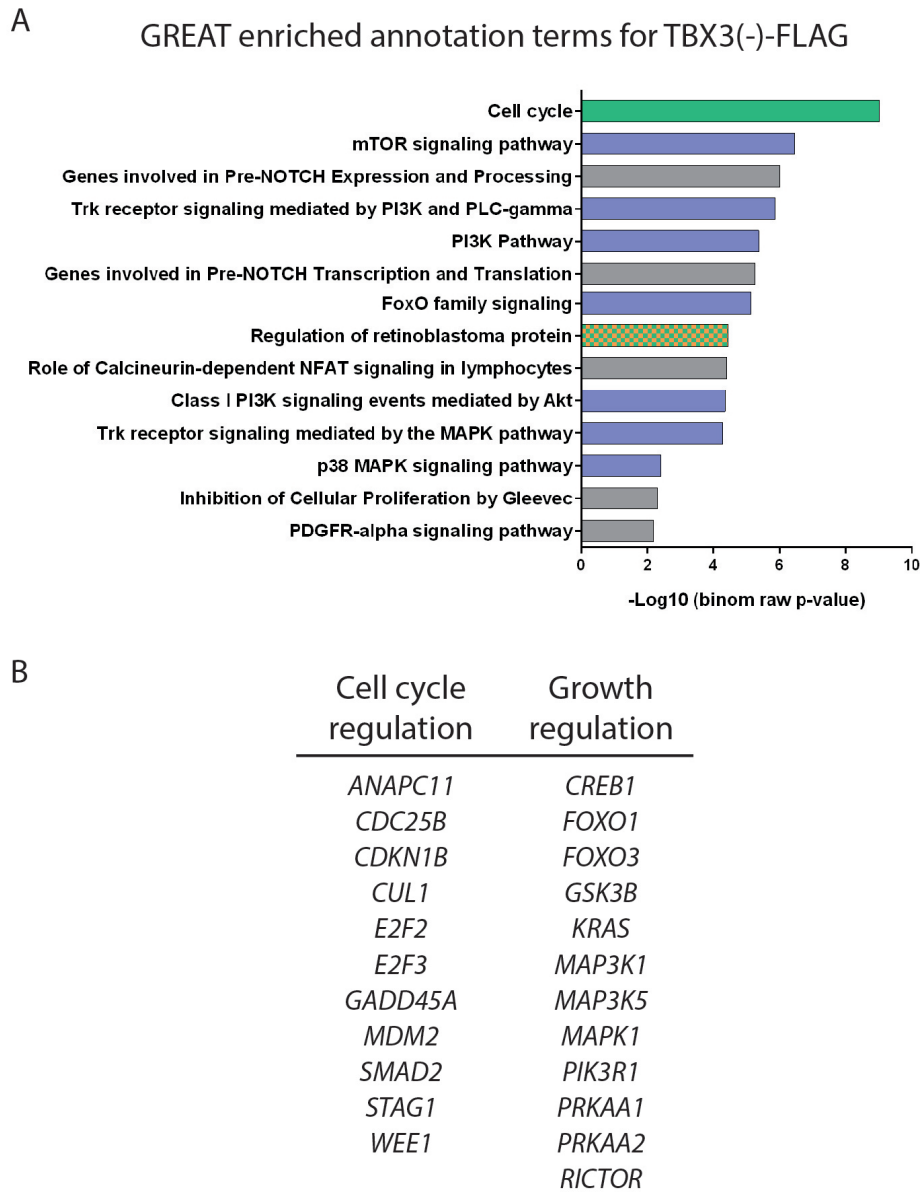 A
GREAT enriched annotation terms for TBX3(-)-FLAG
Cell cycle
mTOR signaling pathway
Genes involved in Pre-NOTCH Expression and Processing
Trk receptor signaling mediated by PI3K and PLC-gamma
PI3K Pathway
Genes involved in Pre-NOTCH Transcription and Translation
FoxO family signaling
Regulation of retinoblastoma protein
Role of Calcineurin-dependent NFAT signaling in lymphocytes
Class I PI3K signaling events mediated by Akt
Trk receptor signaling mediated by the MAPK pathway
p38 MAPK signaling pathway
Inhibition of Cellular Proliferation by Gleevec
PDGFR-alpha signaling pathway
0 2 4 6 8 10
-Log10 (binom raw p-value)
B
Cell cycle Growth
regulation regulation
ANAPC11 CREB1
CDC25B FOXO1
CDKN1B FOXO3
CUL1 GSK3B
E2F2 KRAS
E2F3 MAP3K1
GADD45A MAP3K5
MDM2 MAPK1
SMAD2 PIK3R1
STAG1 PRKAA1
WEE1 PRKAA2
RICTOR